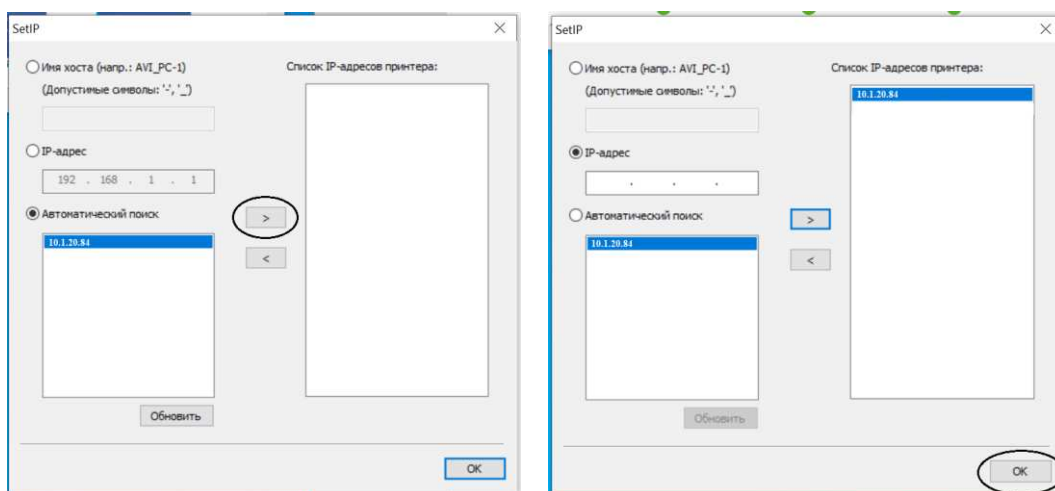 SetIP
Имя хоста (напр.: AVI_PC-1)
(Допустимые символы: '-', '_')
IP-адрес
192 . 168 . 1 . 1
Автоматический поиск
10.1.20.84
Обновить
>
<
Список IP-адресов принтера:
OK
SetIP
Имя хоста (напр.: AVI_PC-1)
(Допустимые символы: '-', '_')
IP-адрес
. . .
Автоматический поиск
10.1.20.84
Обновить
>
<
Список IP-адресов принтера:
10.1.20.84
OK